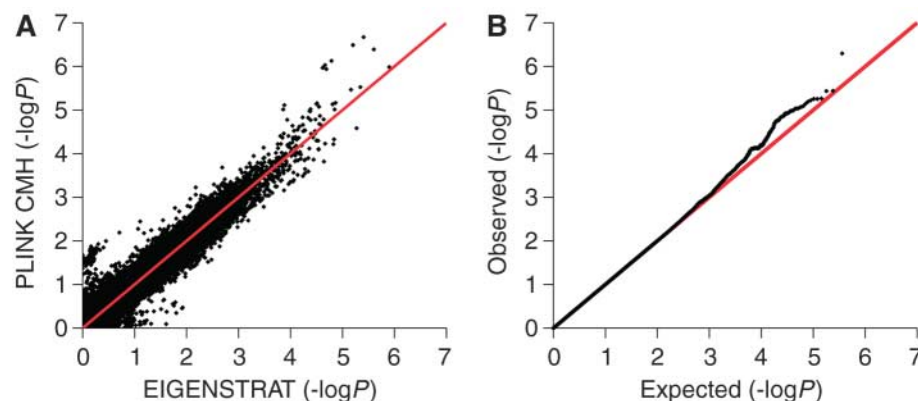 A
7
6
5
4
3
2
1
0
PLINK CMH (-logP)
0 1 2 3 4 5 6 7
EIGENSTRAT (-logP)
B
7
6
5
4
3
2
1
0
Observed (-logP)
0 1 2 3 4 5 6 7
Expected (-logP)